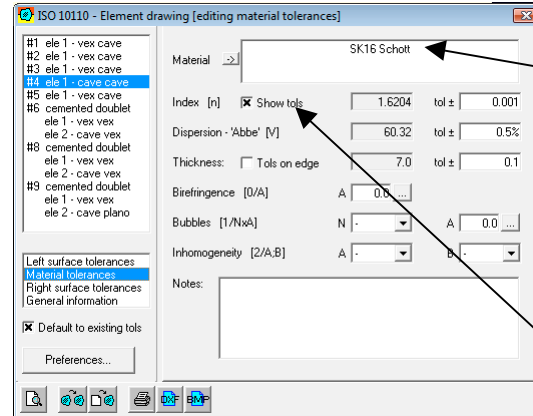 ISO 10110 - Element drawing [editing material tolerances]
#1 ele 1 - vex cave
#2 ele 1 - vex cave
#3 ele 1 - vex cave
#4 ele 1 - cave cave
#5 ele 1 - vex cave
#6 cemented doublet
ele 1 - cave vex
ele 2 - cave vex
#8 cemented doublet
ele 1 - vex vex
ele 2 - cave vex
#9 cemented doublet
ele 1 - vex vex
ele 2 - cave plano
Left surface tolerances
Material tolerances
Right surface tolerances
General information
Default to existing tols
Preferences...
Material -> SK16 Schott
Index [n] Show tols 1.6204 tol ± 0.001
Dispersion - 'Abbe' [V] 60.32 tol ± 0.5%
Thickness: Tols on edge 7.0 tol ± 0.1
Birefringence [0/A] A 0.0 ...
Bubbles [1/NxA] N - A 0.0 ...
Inhomogeneity [2/A;B] A - B -
Notes:
DXF BMP